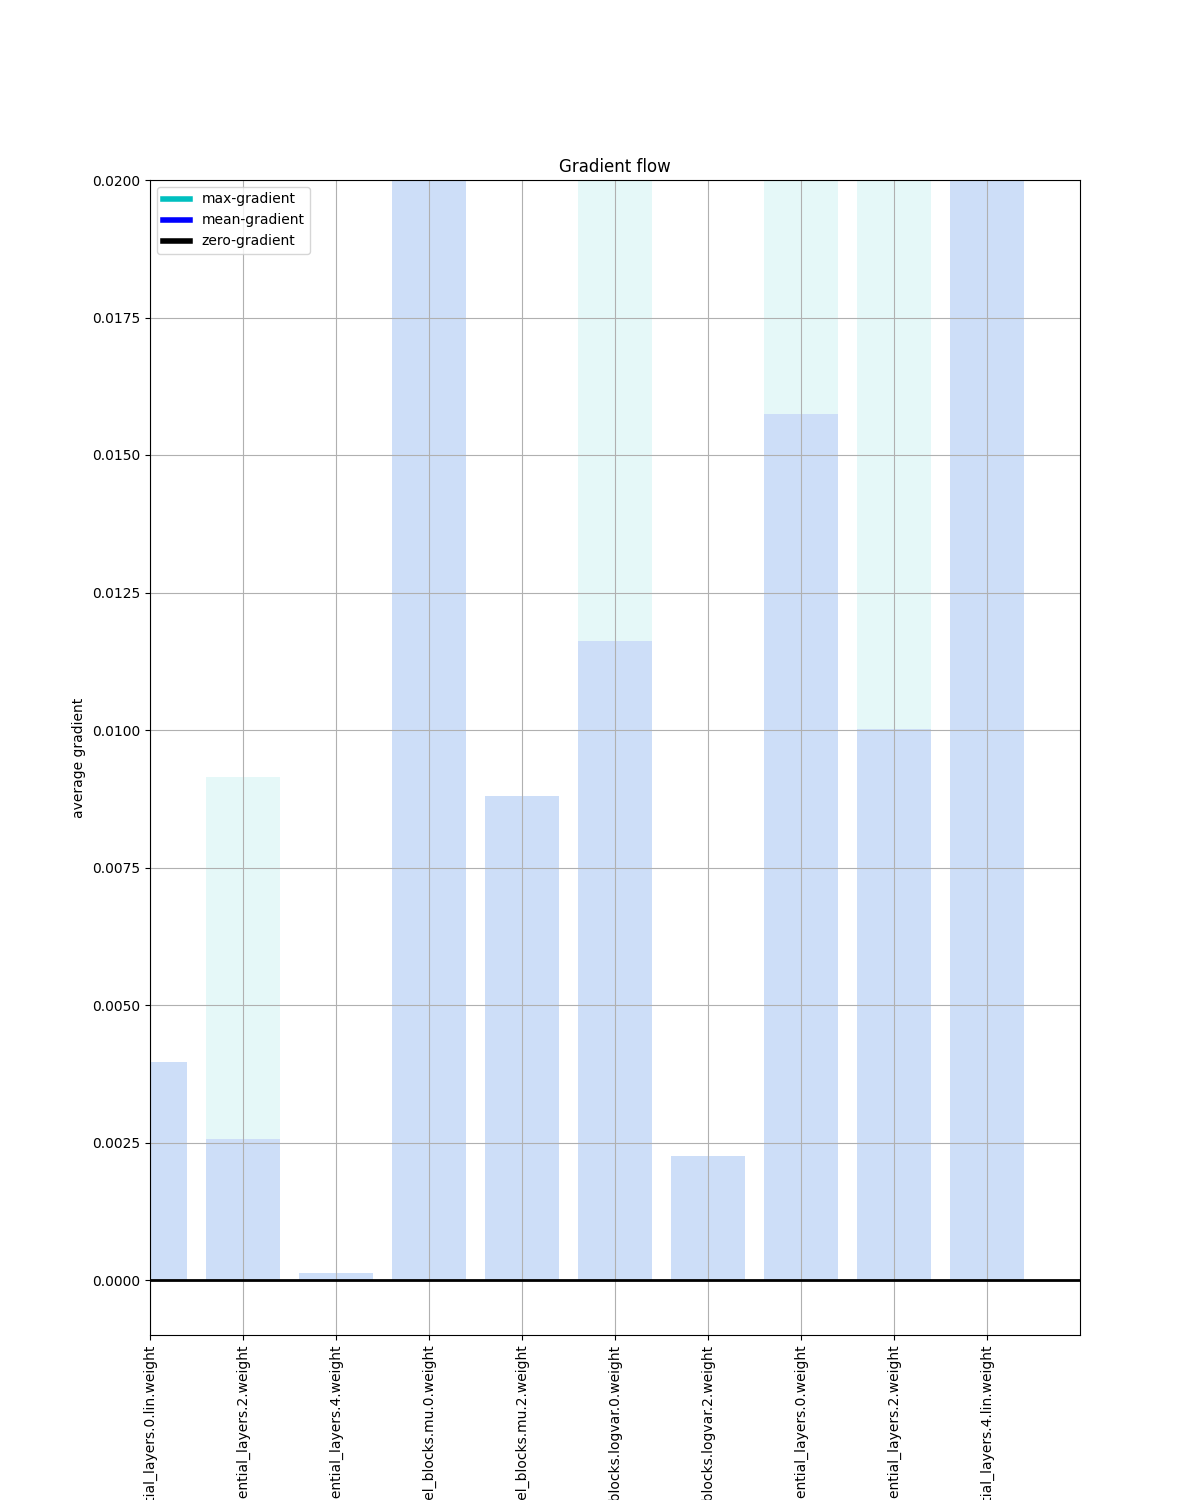 Gradient flow
max-gradient
mean-gradient
zero-gradient
0.0200
0.0175
0.0150
0.0125
0.0100
0.0075
0.0050
0.0025
0.0000
average gradient
tial_layers.0.lin.weight
ential_layers.2.weight
ential_layers.4.weight
el_blocks.mu.0.weight
el_blocks.mu.2.weight
blocks.logvar.0.weight
blocks.logvar.2.weight
ential_layers.0.weight
ential_layers.2.weight
tial_layers.4.lin.weight